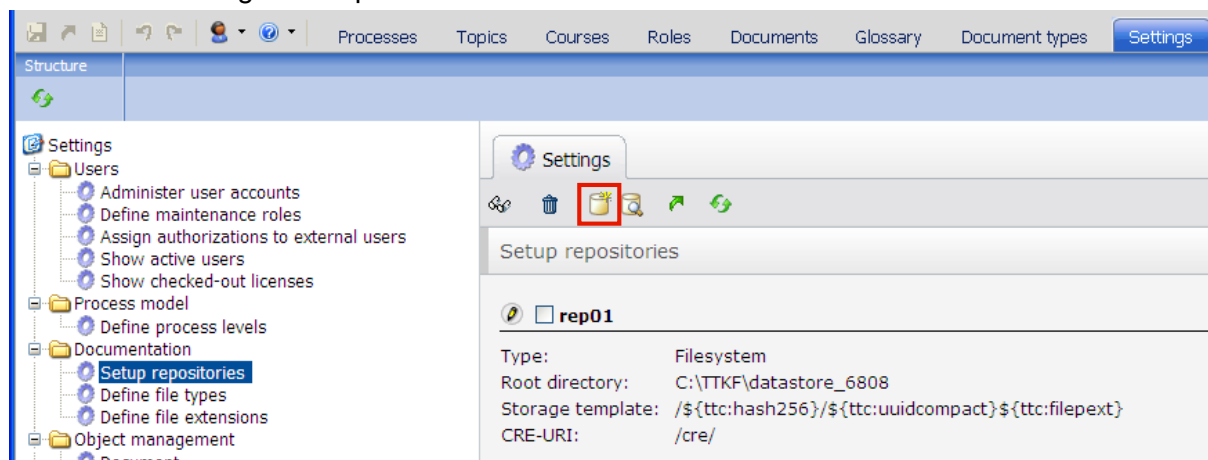 Processes Topics Courses Roles Documents Glossary Document types Settings
Structure
Settings
Users
Administer user accounts
Define maintenance roles
Assign authorizations to external users
Show active users
Show checked-out licenses
Process model
Define process levels
Documentation
Setup repositories
Define file types
Define file extensions
Object management
Settings
Setup repositories
rep01
Type: Filesystem
Root directory: C:\TTKF\datastore_6808
Storage template: /${ttc:hash256}/${ttc:uuidcompact}${ttc:filepext}
CRE-URI: /cre/